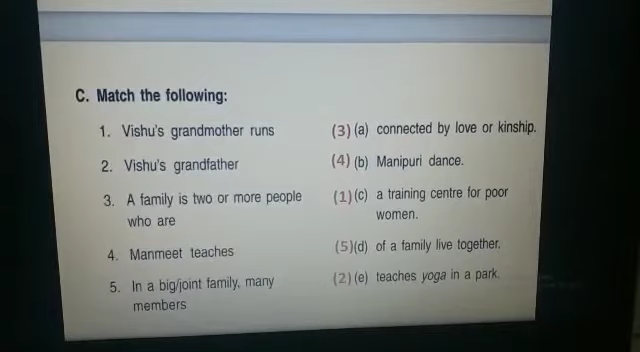 C. Match the following:
1. Vishu's grandmother runs (3) (a) connected by love or kinship.
2. Vishu's grandfather (4) (b) Manipuri dance.
3. A family is two or more people (1) (c) a training centre for poor
who are women.
4. Manmeet teaches (5) (d) of a family live together.
5. In a big/joint family, many (2) (e) teaches yoga in a park.
members